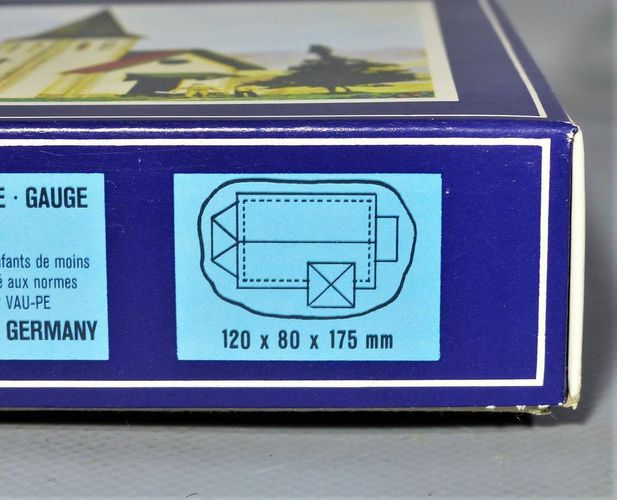 E · GAUGE
fants de moins
é aux normes
VAU-PE
GERMANY
120 x 80 x 175 mm